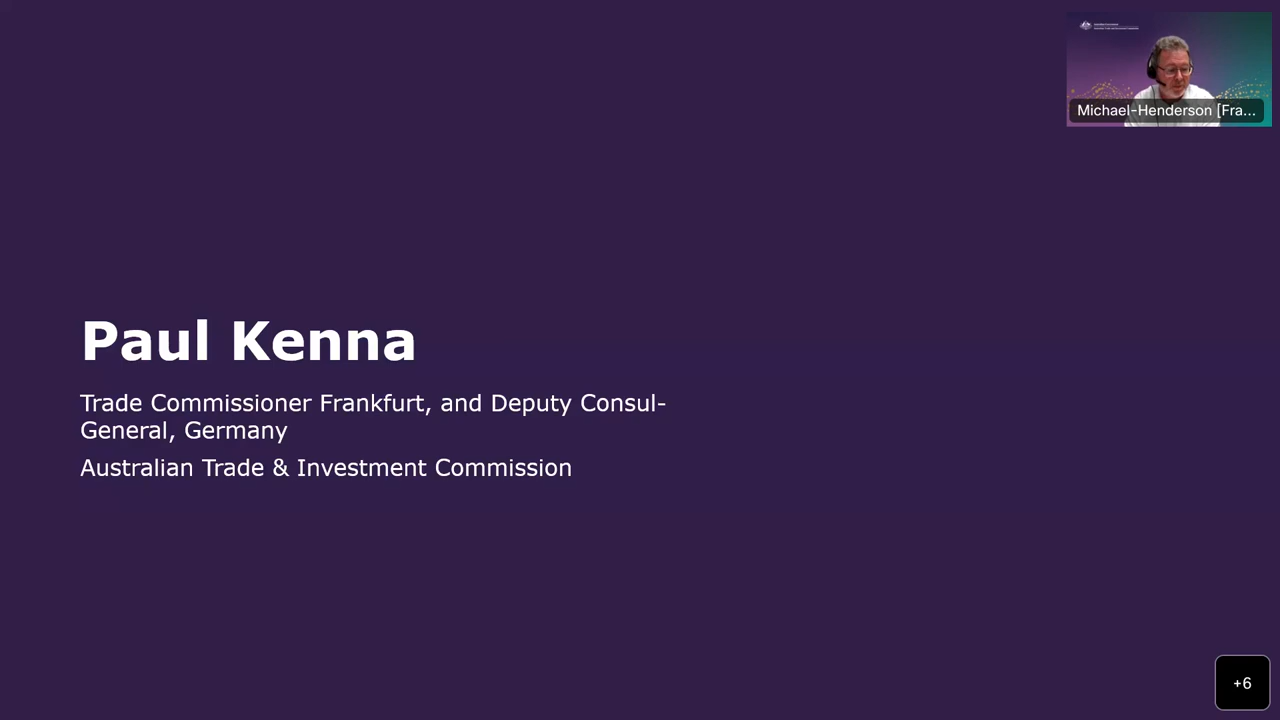 Michael-Henderson [Fra...
Paul Kenna
Trade Commissioner Frankfurt, and Deputy Consul-
General, Germany
Australian Trade & Investment Commission
+6